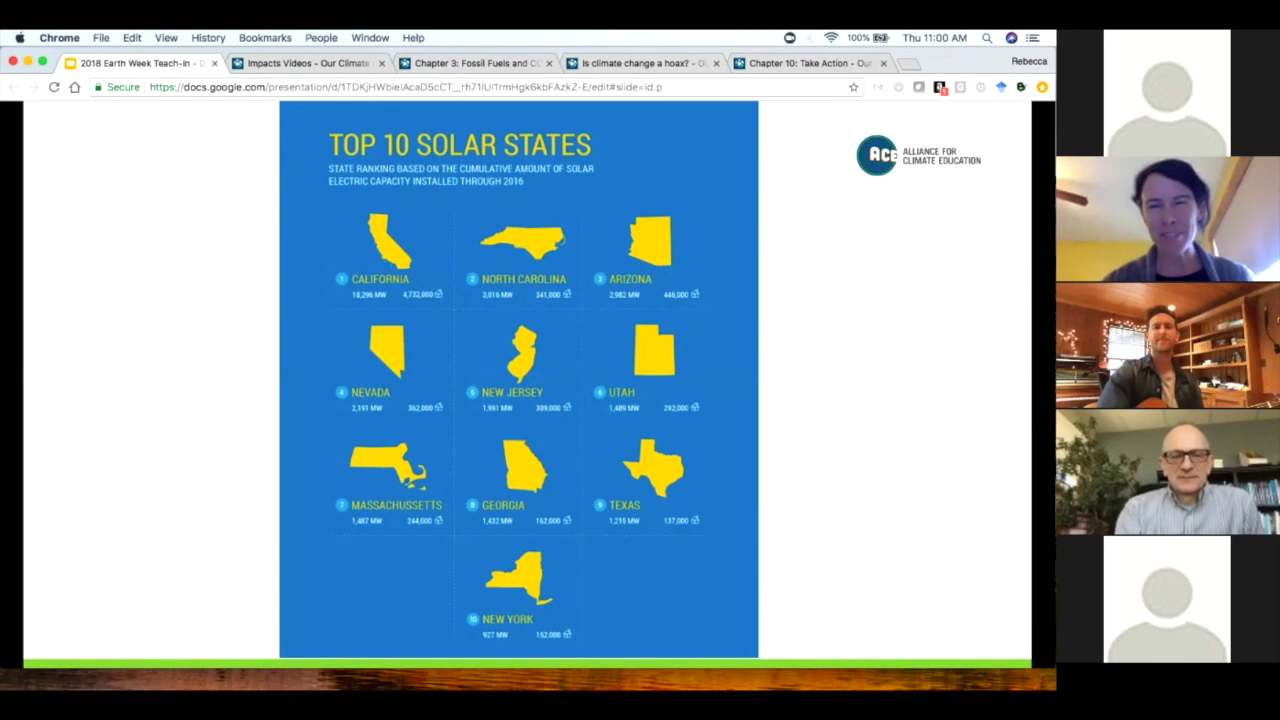 Chrome File Edit View History Bookmarks People Window Help 100% Thu 11:00 AM
2018 Earth Week Teach-In - G
Impacts Videos - Our Climate
Chapter 3: Fossil Fuels and CO
Is climate change a hoax? - Ou
Chapter 10: Take Action - Our
Rebecca
Secure
TOP 10 SOLAR STATES
STATE RANKING BASED ON THE CUMULATIVE AMOUNT OF SOLAR
ELECTRIC CAPACITY INSTALLED THROUGH 2016
ACE ALLIANCE FOR
CLIMATE EDUCATION
1 CALIFORNIA
18,296 MW 4,732,000
2 NORTH CAROLINA
3,016 MW 341,000
3 ARIZONA
2,982 MW 446,000
4 NEVADA
2,191 MW 362,000
5 NEW JERSEY
1,991 MW 309,000
6 UTAH
1,489 MW 292,000
7 MASSACHUSETTS
1,487 MW 244,000
8 GEORGIA
1,432 MW 162,000
9 TEXAS
1,215 MW 137,000
10 NEW YORK
927 MW 152,000